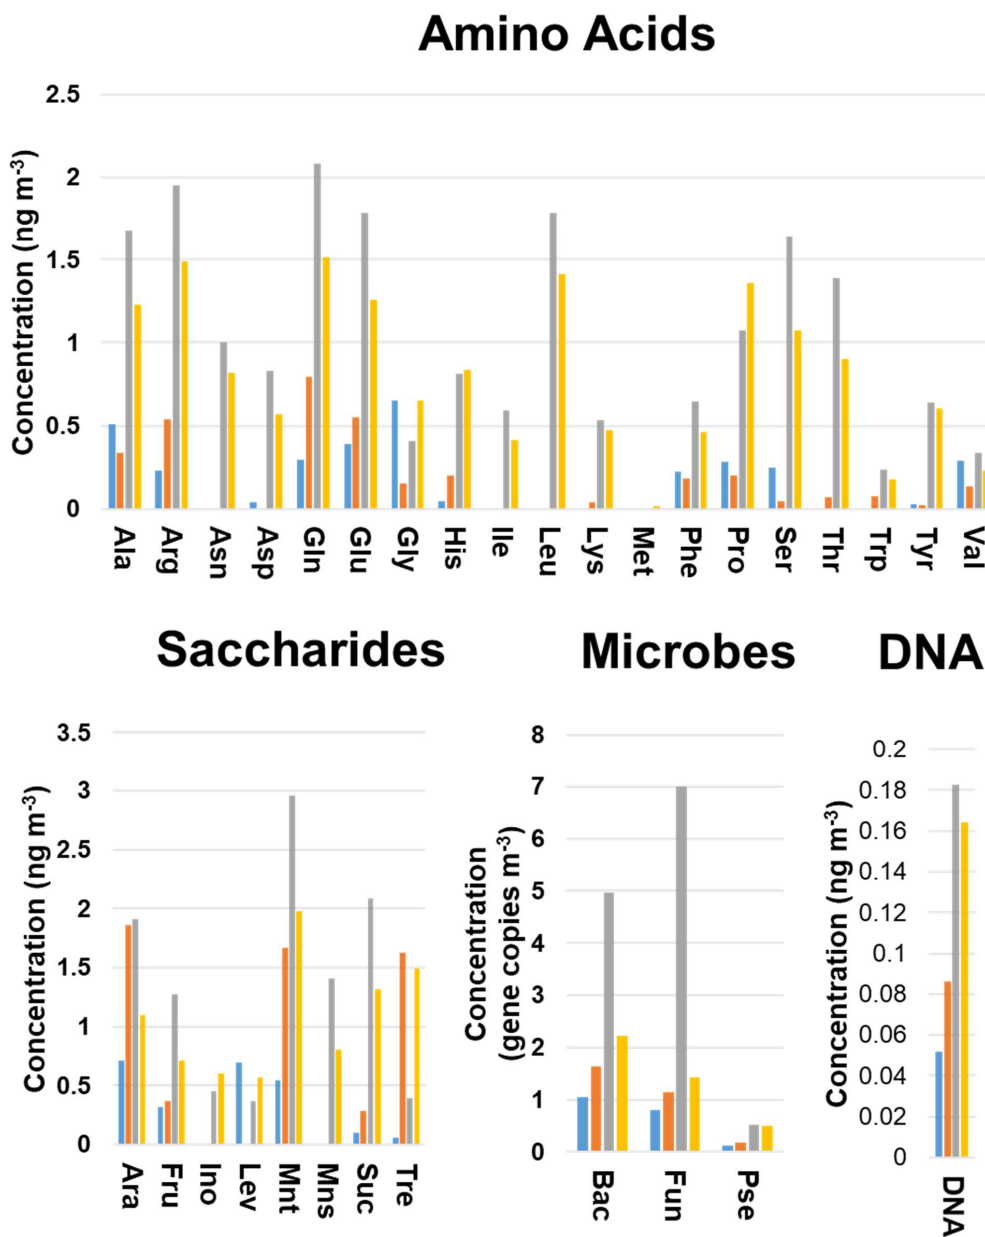 Amino Acids
Concentration (ng m-3)
2.5
2
1.5
1
0.5
0
Ala Arg Asn Asp Gln Glu Gly His Ile Leu Lys Met Phe Pro Ser Thr Trp Tyr Val
Saccharides
Concentration (ng m-3)
3.5
3
2.5
2
1.5
1
0.5
0
Ara Fru Ino Lev Mnt Mns Suc Tre
Microbes
Concentration
(gene copies m-3)
8
7
6
5
4
3
2
1
0
Bac Fun Pse
DNA
Concentration (ng m-3)
0.2
0.18
0.16
0.14
0.12
0.1
0.08
0.06
0.04
0.02
0
DNA